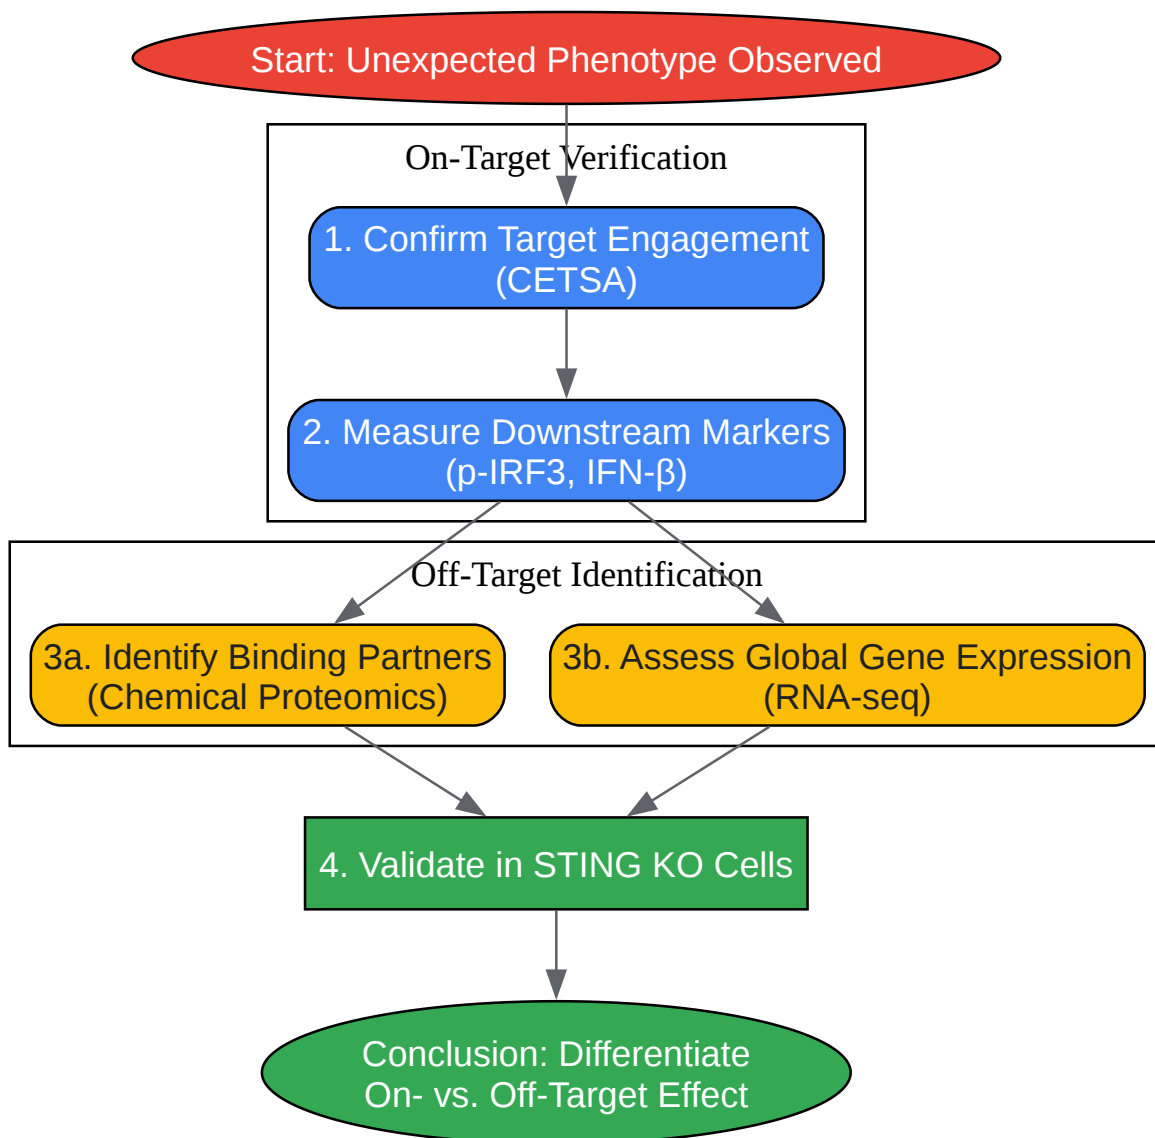 Start: Unexpected Phenotype Observed
On-Target Verification
1. Confirm Target Engagement
(CETSA)
2. Measure Downstream Markers
(p-IRF3, IFN-β)
Off-Target Identification
3a. Identify Binding Partners
(Chemical Proteomics)
3b. Assess Global Gene Expression
(RNA-seq)
4. Validate in STING KO Cells
Conclusion: Differentiate
On- vs. Off-Target Effect